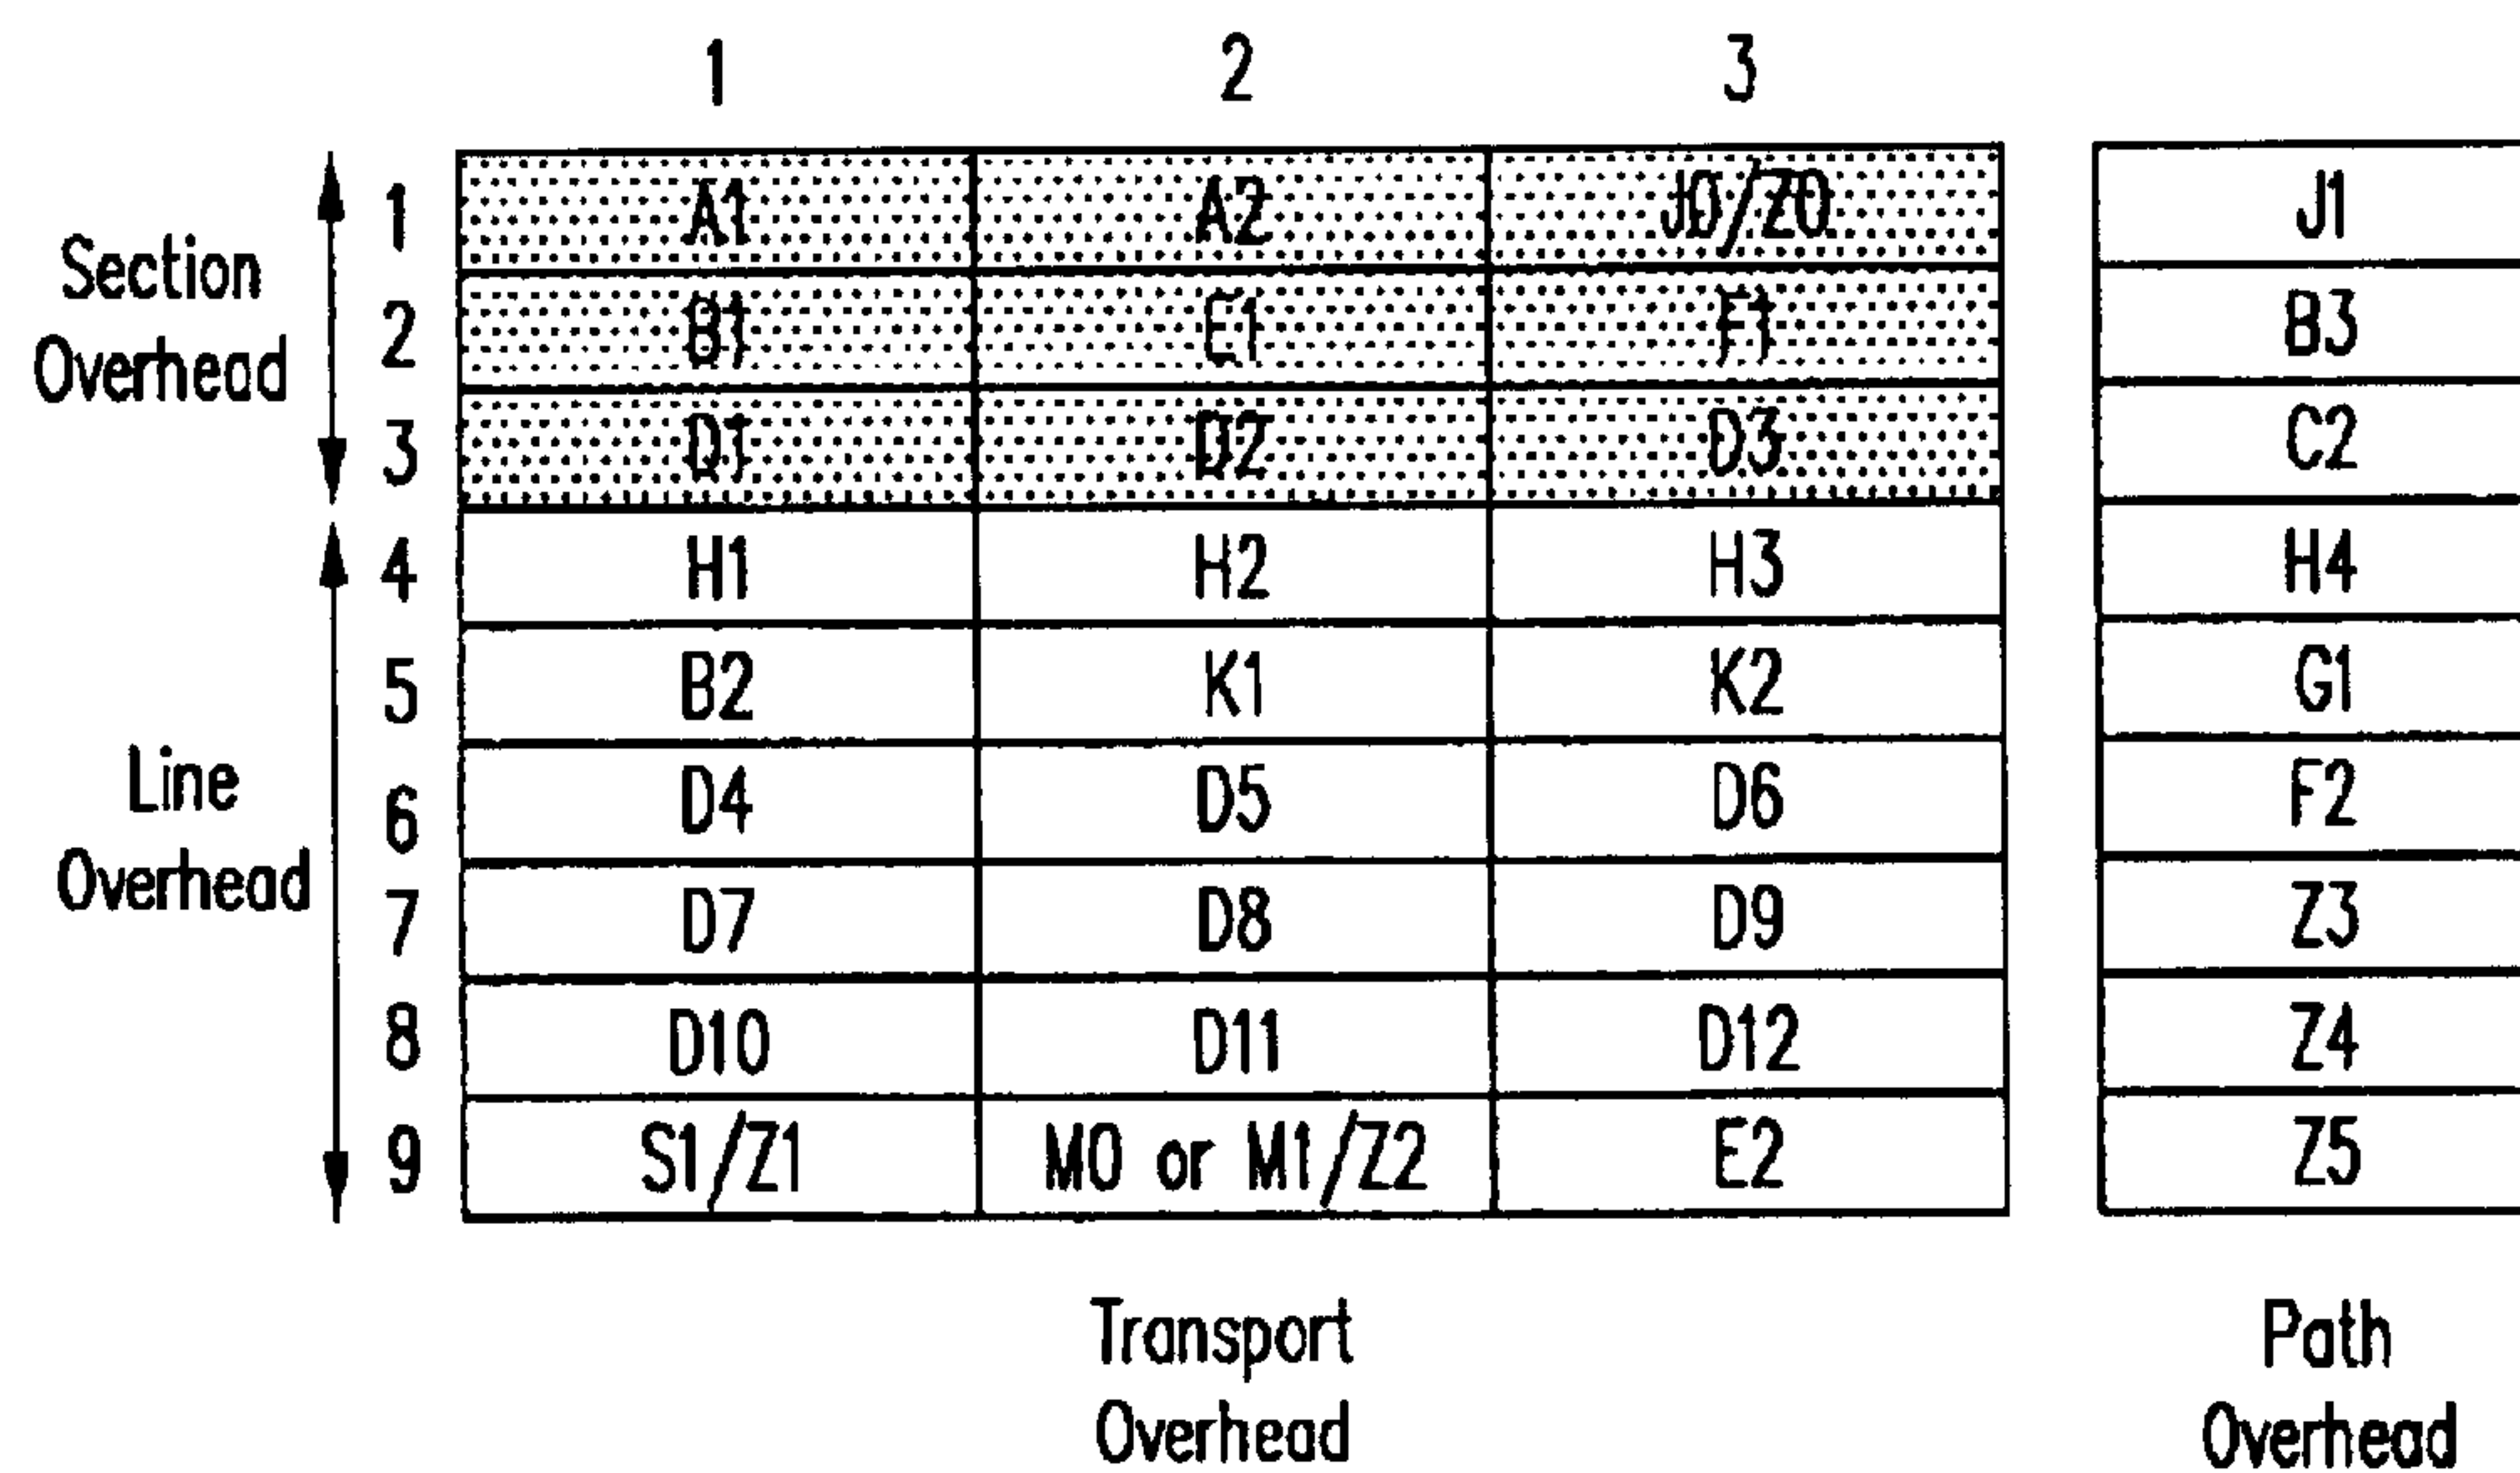 1 2 3
Section
Overhead
1 A1 A2 J0/Z0 J1
2 B1 E1 F1 B3
3 D1 D2 D3 C2
4 H1 H2 H3 H4
5 B2 K1 K2 G1
Line
Overhead
6 D4 D5 D6 F2
7 D7 D8 D9 Z3
8 D10 D11 D12 Z4
9 S1/Z1 M0 or M1/Z2 E2 Z5
Transport
Overhead
Path
Overhead